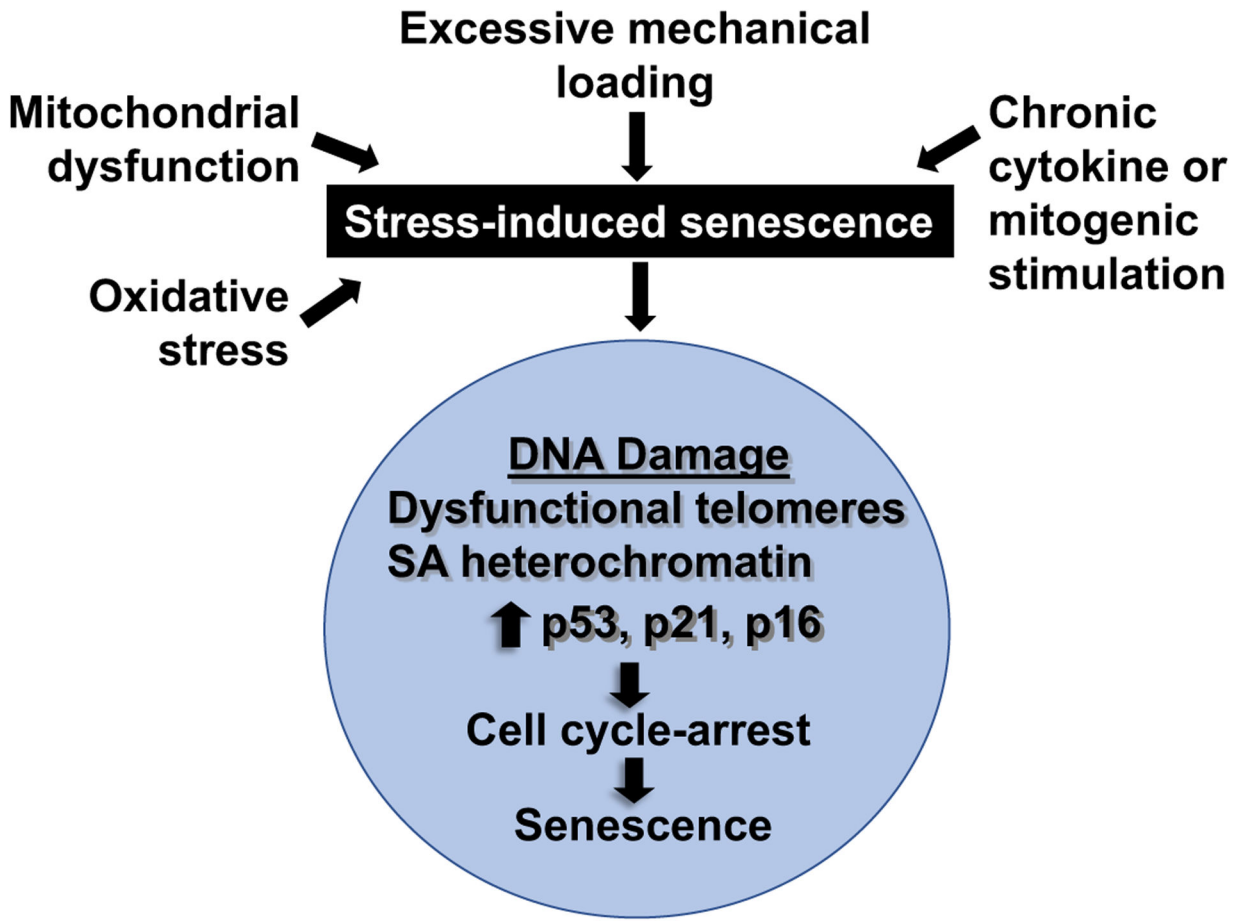 Excessive mechanical
loading
Mitochondrial
dysfunction
Chronic
cytokine or
mitogenic
stimulation
Stress-induced senescence
Oxidative
stress
DNA Damage
Dysfunctional telomeres
SA heterochromatin
p53, p21, p16
Cell cycle-arrest
Senescence